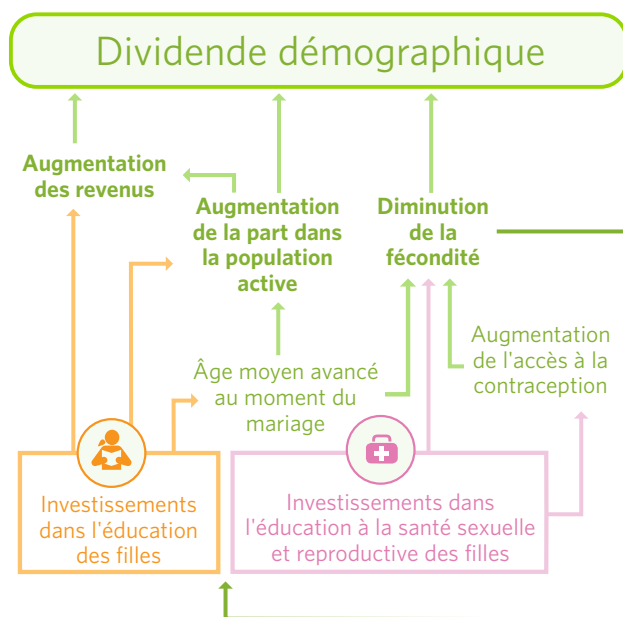 Dividende démographique
Augmentation
des revenus
Augmentation
de la part dans
la population
active
Diminution
de la
fécondité
Augmentation
de l'accès à la
contraception
Âge moyen avancé
au moment du
mariage
Investissements
dans l'éducation
des filles
Investissements dans
l'éducation à la santé sexuelle
et reproductive des filles